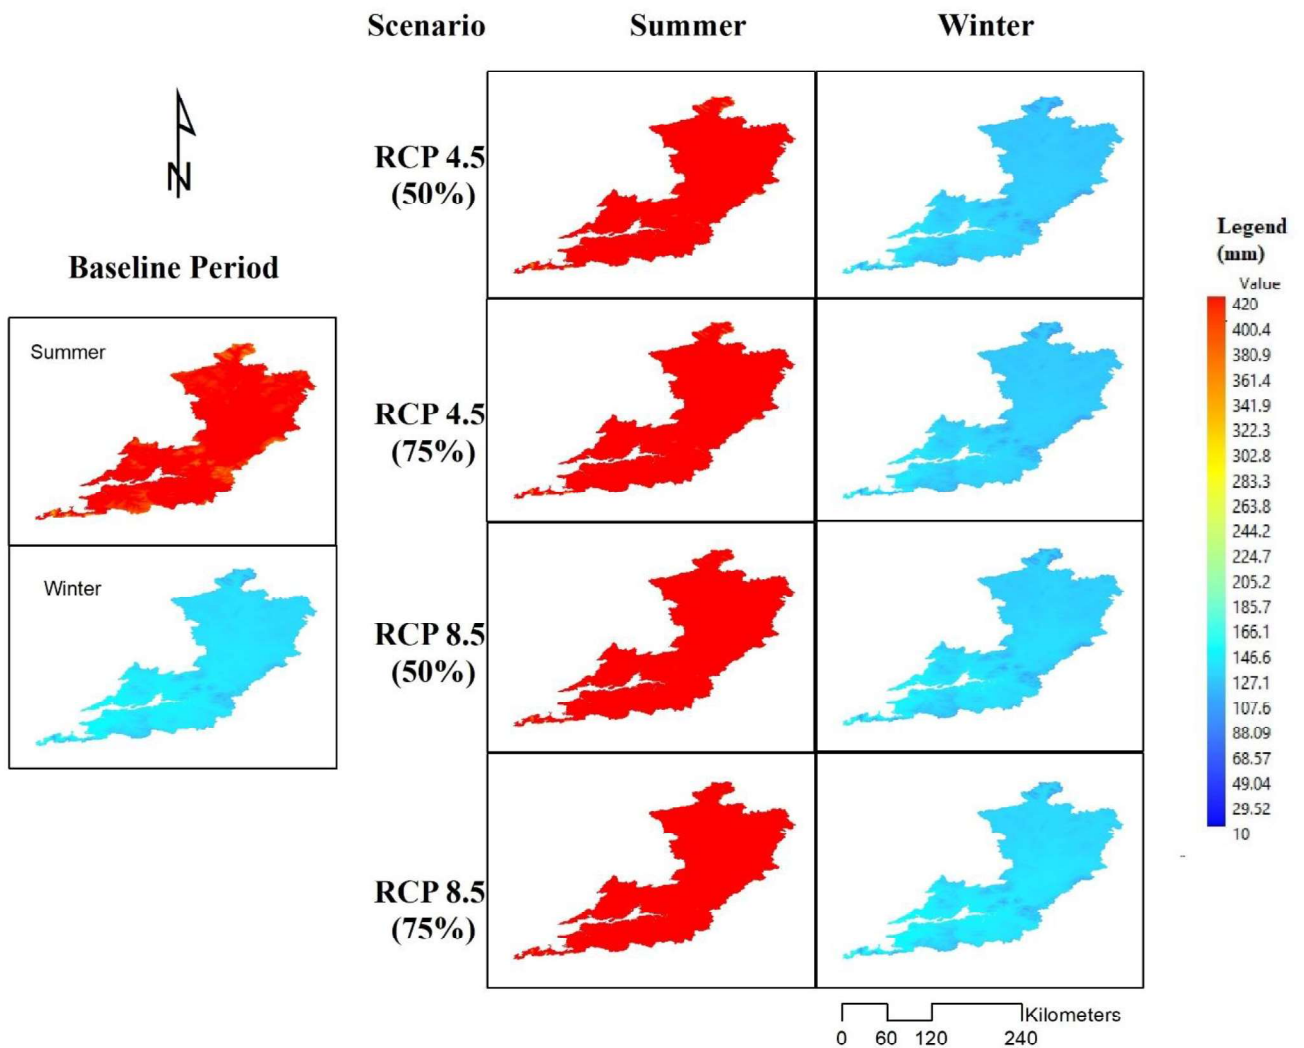 Scenario Summer Winter
N
Baseline Period
Summer
Winter
RCP 4.5
(50%)
RCP 4.5
(75%)
RCP 8.5
(50%)
RCP 8.5
(75%)
Legend
(mm)
Value
420
400.4
380.9
361.4
341.9
322.3
302.8
283.3
263.8
244.2
224.7
205.2
185.7
166.1
146.6
127.1
107.6
88.09
68.57
49.04
29.52
10
Kilometers
0 60 120 240